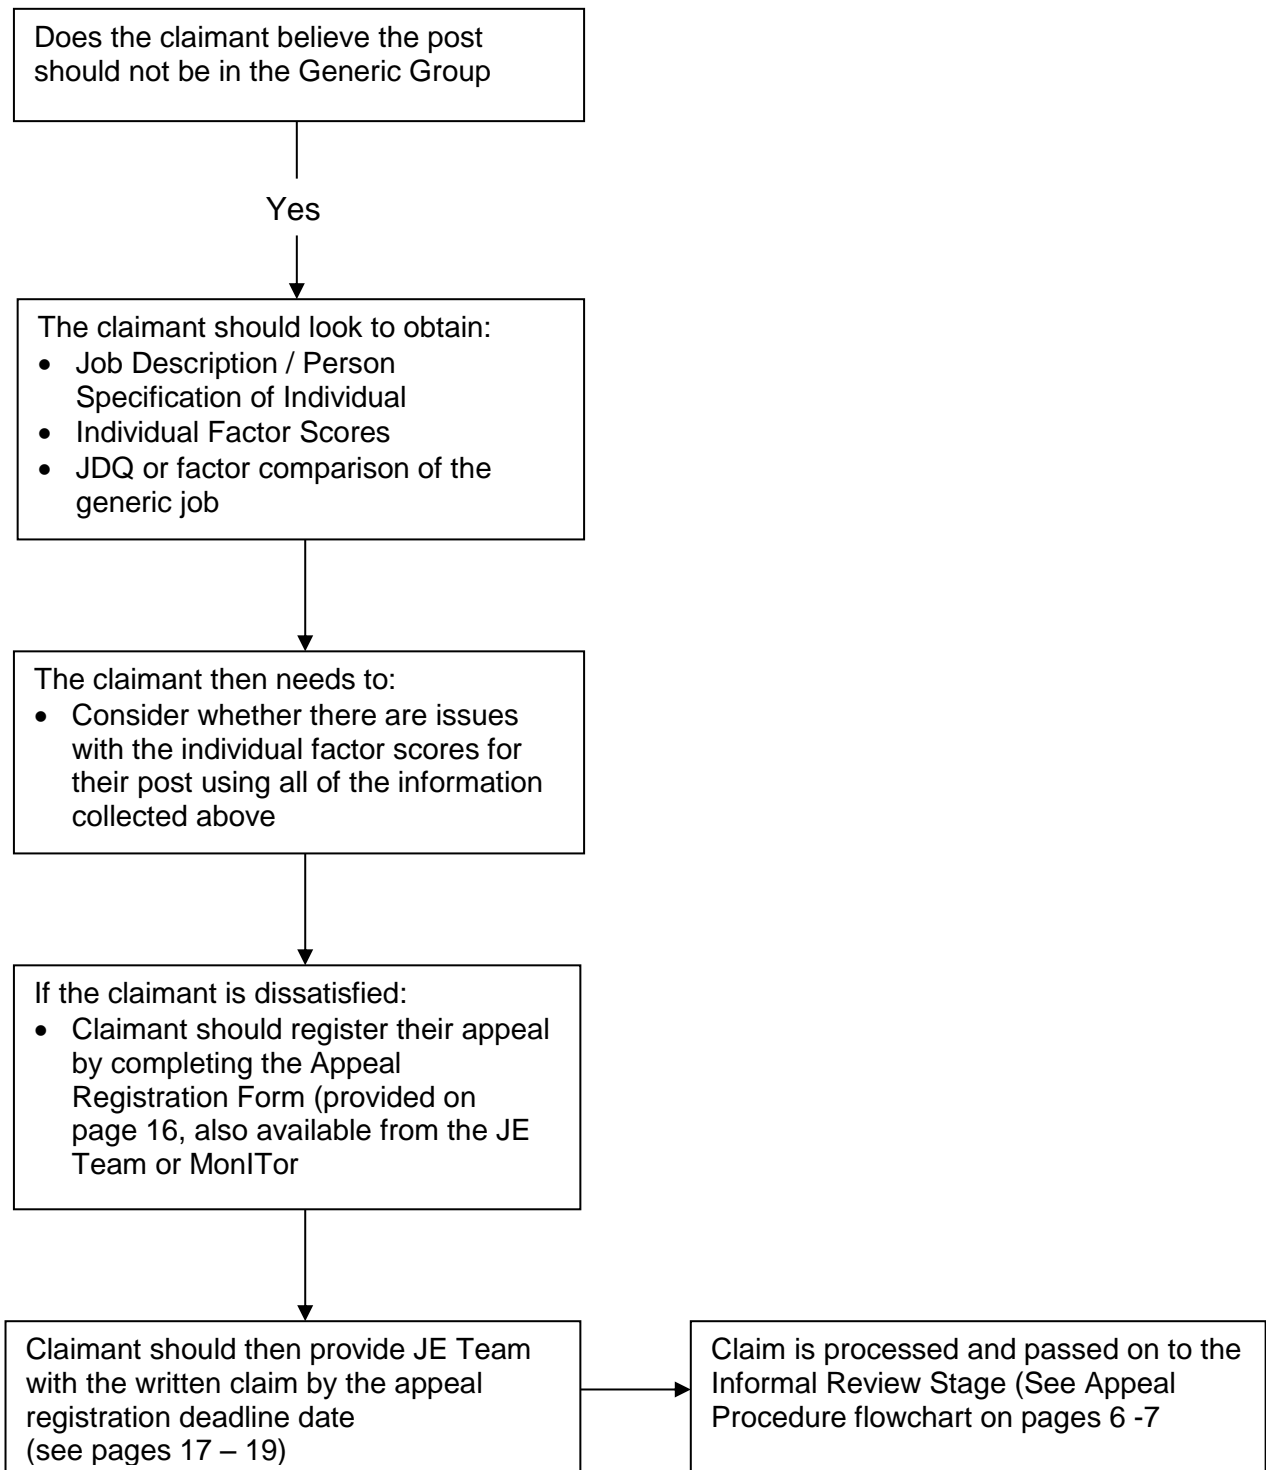 Does the claimant believe the post
should not be in the Generic Group
Yes
The claimant should look to obtain:
• Job Description / Person
Specification of Individual
• Individual Factor Scores
• JDQ or factor comparison of the
generic job
The claimant then needs to:
• Consider whether there are issues
with the individual factor scores for
their post using all of the information
collected above
If the claimant is dissatisfied:
• Claimant should register their appeal
by completing the Appeal
Registration Form (provided on
page 16, also available from the JE
Team or MonITor
Claimant should then provide JE Team
with the written claim by the appeal
registration deadline date
(see pages 17 – 19)
Claim is processed and passed on to the
Informal Review Stage (See Appeal
Procedure flowchart on pages 6 -7